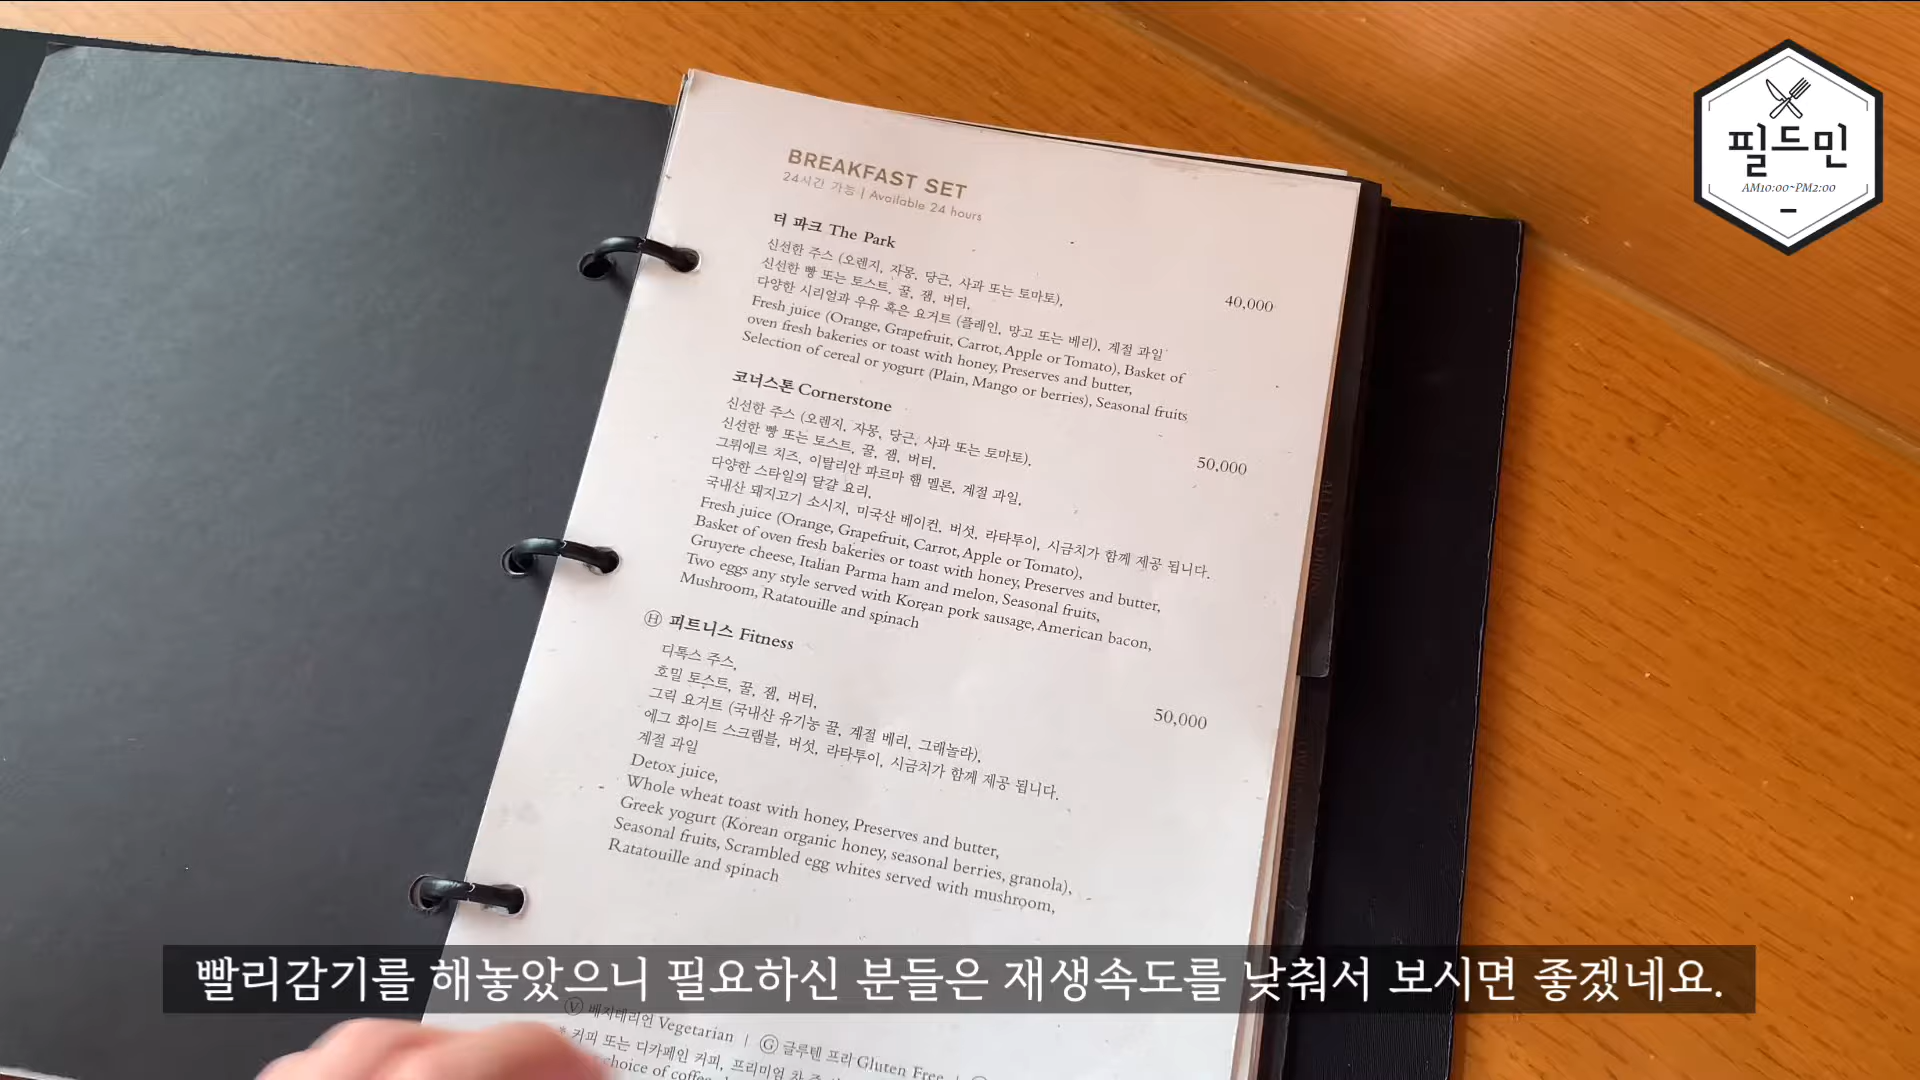 BREAKFAST SET
24시간 가능 | Available 24 hours
더 파크 The Park
신선한 주스 (오렌지, 자몽, 당근, 사과 또는 토마토),
신선한 빵 또는 토스트, 꿀, 잼, 버터,
다양한 시리얼과 우유 혹은 요거트 (플레인, 망고 또는 베리), 계절 과일
40,000
Fresh juice (Orange, Grapefruit, Carrot, Apple or Tomato), Basket of
oven fresh bakeries or toast with honey, Preserves and butter,
Selection of cereal or yogurt (Plain, Mango or berries), Seasonal fruits
코너스톤 Cornerstone
신선한 주스 (오렌지, 자몽, 당근, 사과 또는 토마토),
신선한 빵 또는 토스트, 꿀, 잼, 버터,
그뤼에르 치즈, 이탈리안 파르마 햄 멜론, 계절 과일,
다양한 스타일의 달걀 요리,
국내산 돼지고기 소시지, 미국산 베이컨, 버섯, 라타투이, 시금치가 함께 제공 됩니다.
50,000
Fresh juice (Orange, Grapefruit, Carrot, Apple or Tomato),
Basket of oven fresh bakeries or toast with honey, Preserves and butter,
Gruyere cheese, Italian Parma ham and melon, Seasonal fruits,
Two eggs any style served with Korean pork sausage, American bacon,
Mushroom, Ratatouille and spinach
Ⓗ 피트니스 Fitness
디톡스 주스,
호밀 토스트, 꿀, 잼, 버터,
그릭 요거트 (국내산 유기농 꿀, 계절 베리, 그래놀라),
에그 화이트 스크램블, 버섯, 라타투이, 시금치가 함께 제공 됩니다.
계절 과일
50,000
Detox juice,
Whole wheat toast with honey, Preserves and butter,
Greek yogurt (Korean organic honey, seasonal berries, granola),
Seasonal fruits, Scrambled egg whites served with mushroom,
Ratatouille and spinach
Ⓥ 베지테리언 Vegetarian | Ⓖ 글루텐 프리 Gluten Free |
* 커피 또는 디카페인 커피, 프리미엄 차
choice of coffee
필드민
AM10:00~PM2:00
빨리감기를 해놓았으니 필요하신 분들은 재생속도를 낮춰서 보시면 좋겠네요.